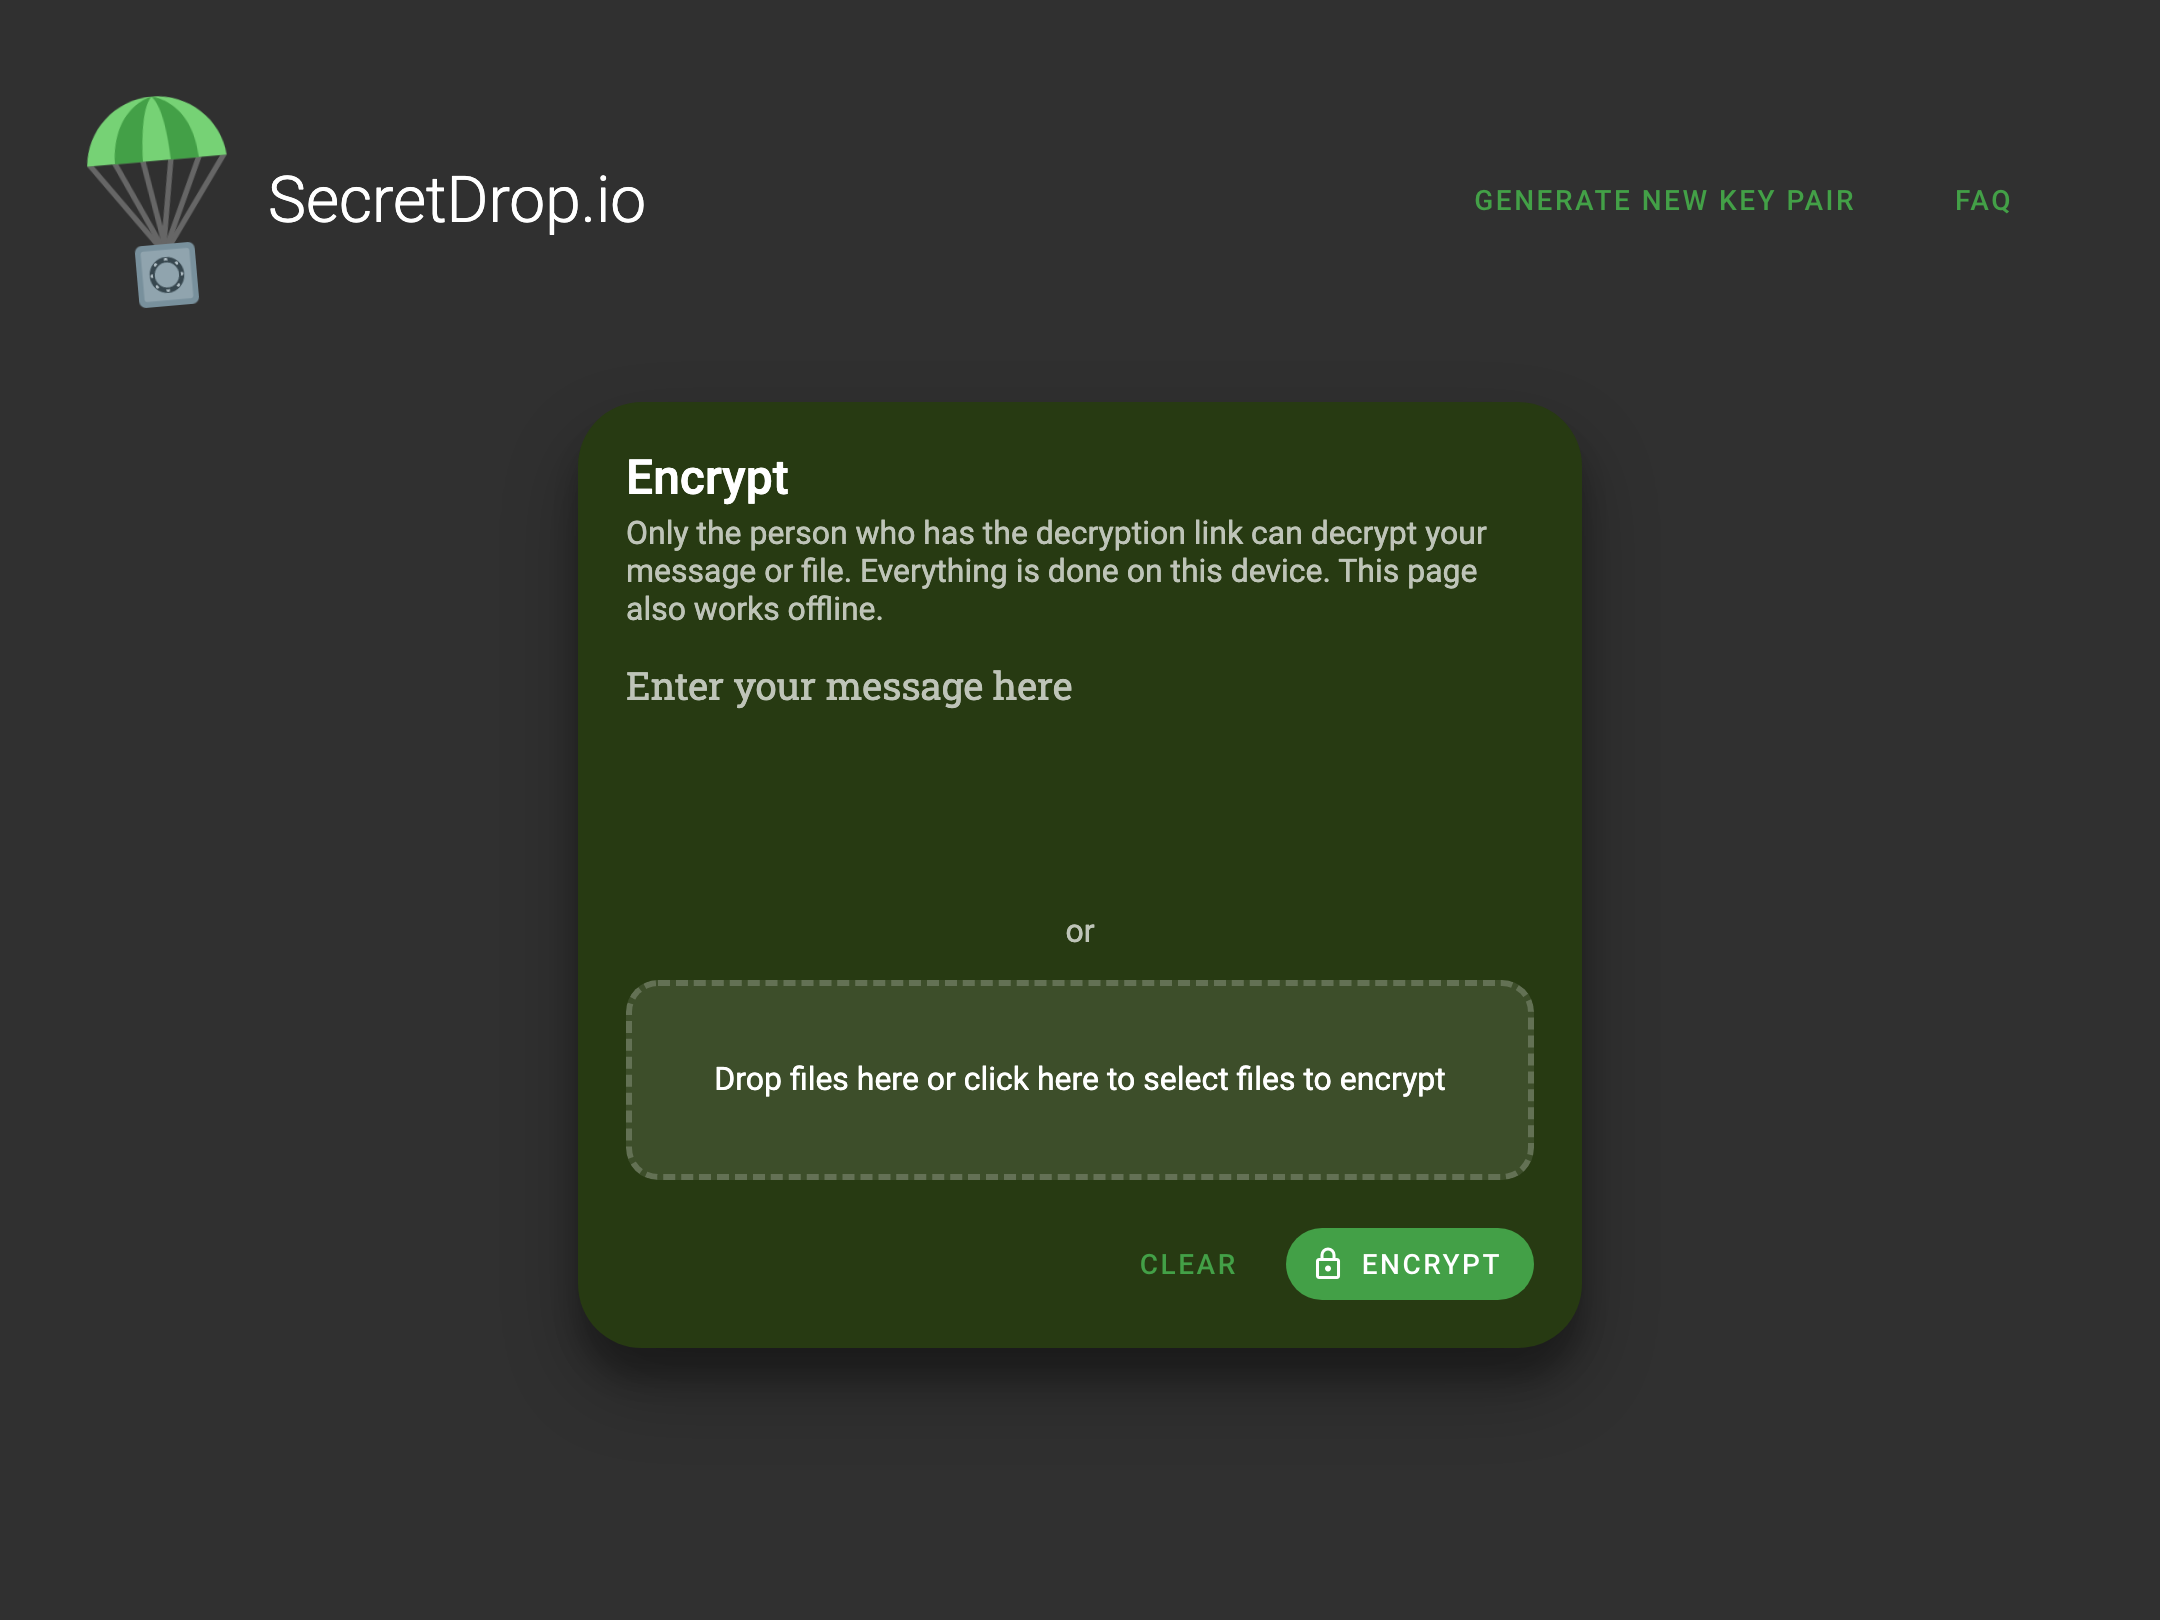 SecretDrop.io
GENERATE NEW KEY PAIR
FAQ
Encrypt
Only the person who has the decryption link can decrypt your
message or file. Everything is done on this device. This page
also works offline.
Enter your message here
or
Drop files here or click here to select files to encrypt
CLEAR
ENCRYPT